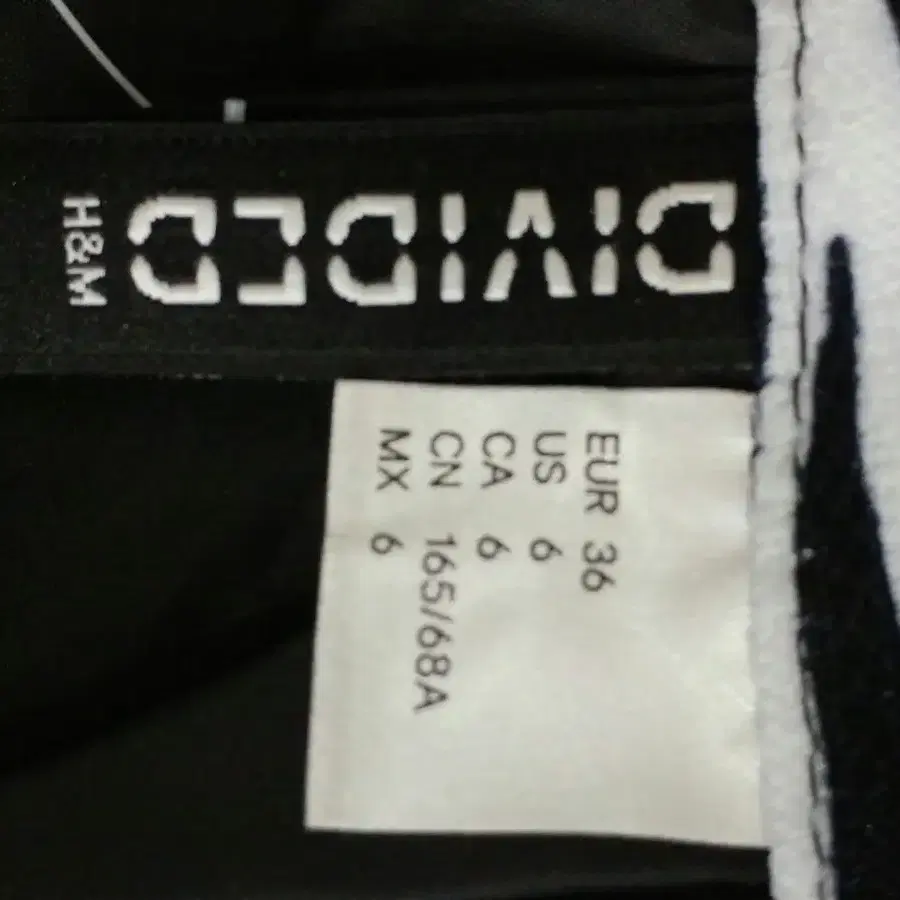 DIVIDED
H&M
EUR 36
US 6
CA 6
CN 165/68A
MX 6